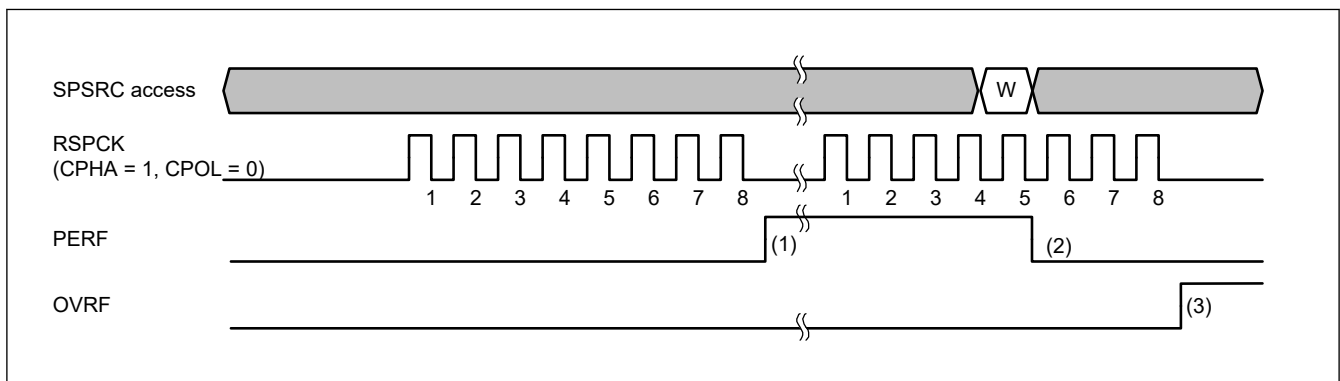 SPSRC access
W
RSPCK
(CPHA = 1, CPOL = 0)
1 2 3 4 5 6 7 8 1 2 3 4 5 6 7 8
PERF
(1) (2)
OVRF
(3)